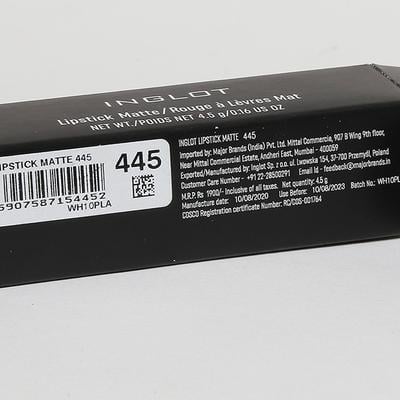 INGLOT
Lipstick Matte/Rouge à Lèvres Mat
NET WT./POIDS NET 4.5 g/0.16 US OZ
IPSTICK MATTE 445
445
5907587154452
WH10PLA
INGLOT LIPSTICK MATTE 445
Imported by: Major Brands (India) Pvt. Ltd. Mittal Commercia, 907 B Wing 9th floor,
Near Mittal Commercial Estate, Andheri East, Mumbai - 400059
Exported/Manufactured by: Inglot Sp. z o.o. ul. Lwowska 154, 37-700 Przemyśl, Poland
Customer Care Number - +91 22-28500291 Email Id - feedback@majorbrands.in
Net quantity. 4,5 g
M.R.P Rs. 1900/- Inclusive of all taxes.
Manufacture date: 10/08/2020 Use Before: 10/08/2023 Batch No.: WH10PLA
CDSCO Registration certificate Number: RC/COS-001764